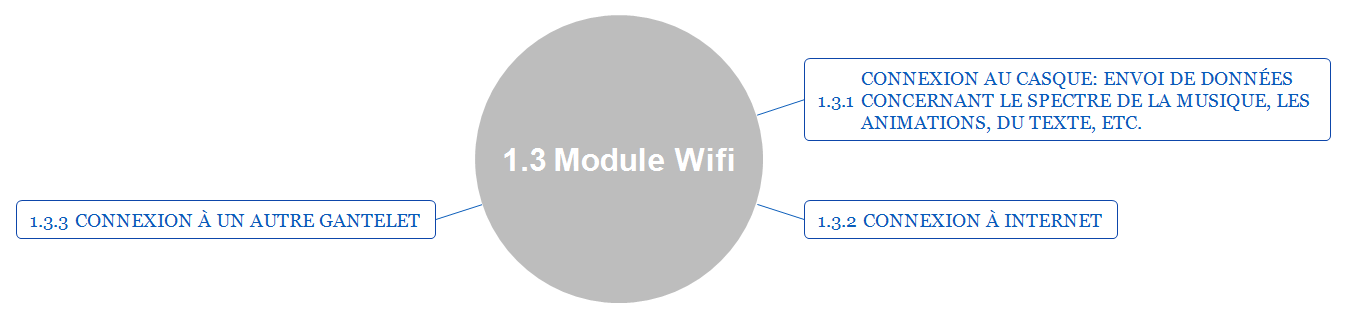 1.3 Module Wifi
1.3.1 CONNEXION AU CASQUE: ENVOI DE DONNÉES
CONCERNANT LE SPECTRE DE LA MUSIQUE, LES
ANIMATIONS, DU TEXTE, ETC.
1.3.2 CONNEXION À INTERNET
1.3.3 CONNEXION À UN AUTRE GANTELET